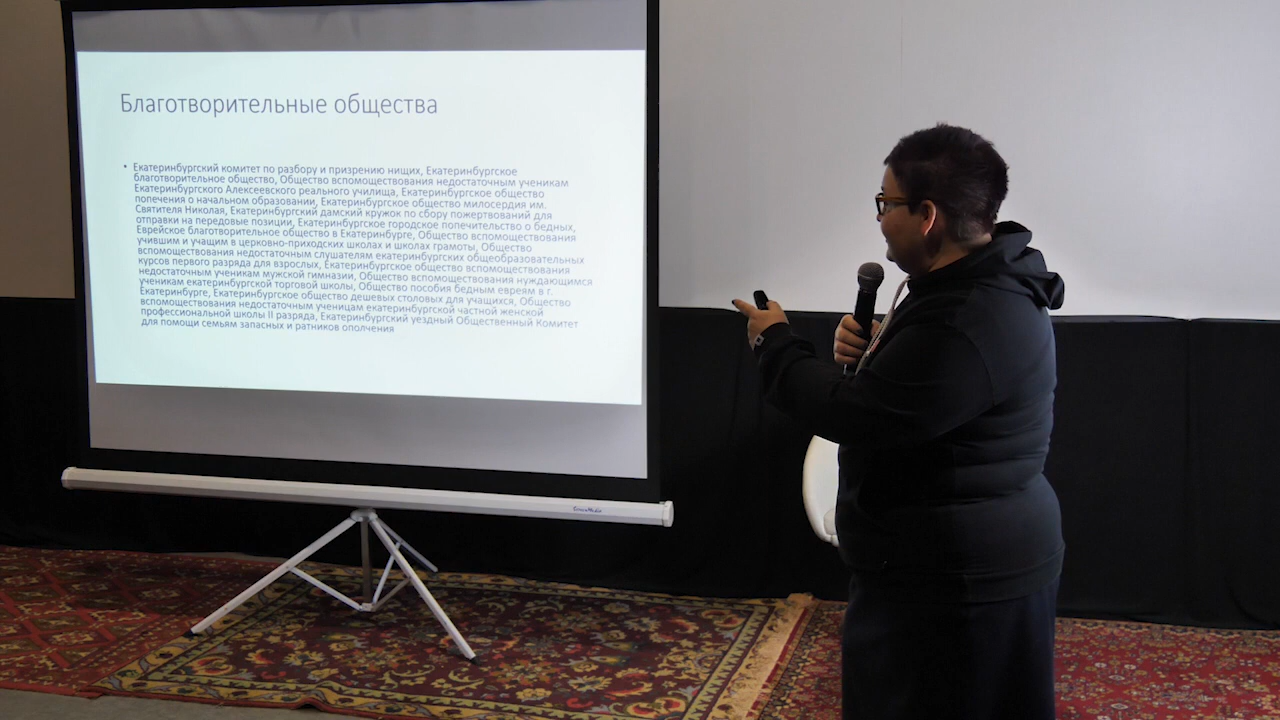 Благотворительные общества
• Екатеринбургский комитет по разбору и призрению нищих, Екатеринбургское
благотворительное общество, Общество вспомоществования недостаточным ученикам
Екатеринбургского Алексеевского реального училища, Екатеринбургское общество
попечения о начальном образовании, Екатеринбургское общество милосердия им.
Святителя Николая, Екатеринбургский дамский кружок по сбору пожертвований для
отправки на передовые позиции, Екатеринбургское городское попечительство о бедных,
Еврейское благотворительное общество в Екатеринбурге, Общество вспомоществования
учившим и учащим в церковно-приходских школах и школах грамоты, Общество
вспомоществования недостаточным слушателям екатеринбургских общеобразовательных
курсов первого разряда для взрослых, Екатеринбургское общество вспомоществования
недостаточным ученикам мужской гимназии, Общество вспомоществования нуждающимся
ученикам екатеринбургской торговой школы, Общество пособия бедным евреям в г.
Екатеринбурге, Екатеринбургское общество дешевых столовых для учащихся, Общество
вспомоществования недостаточным ученицам екатеринбургской частной женской
профессиональной школы II разряда, Екатеринбургский уездный Общественный Комитет
для помощи семьям запасных и ратников ополчения